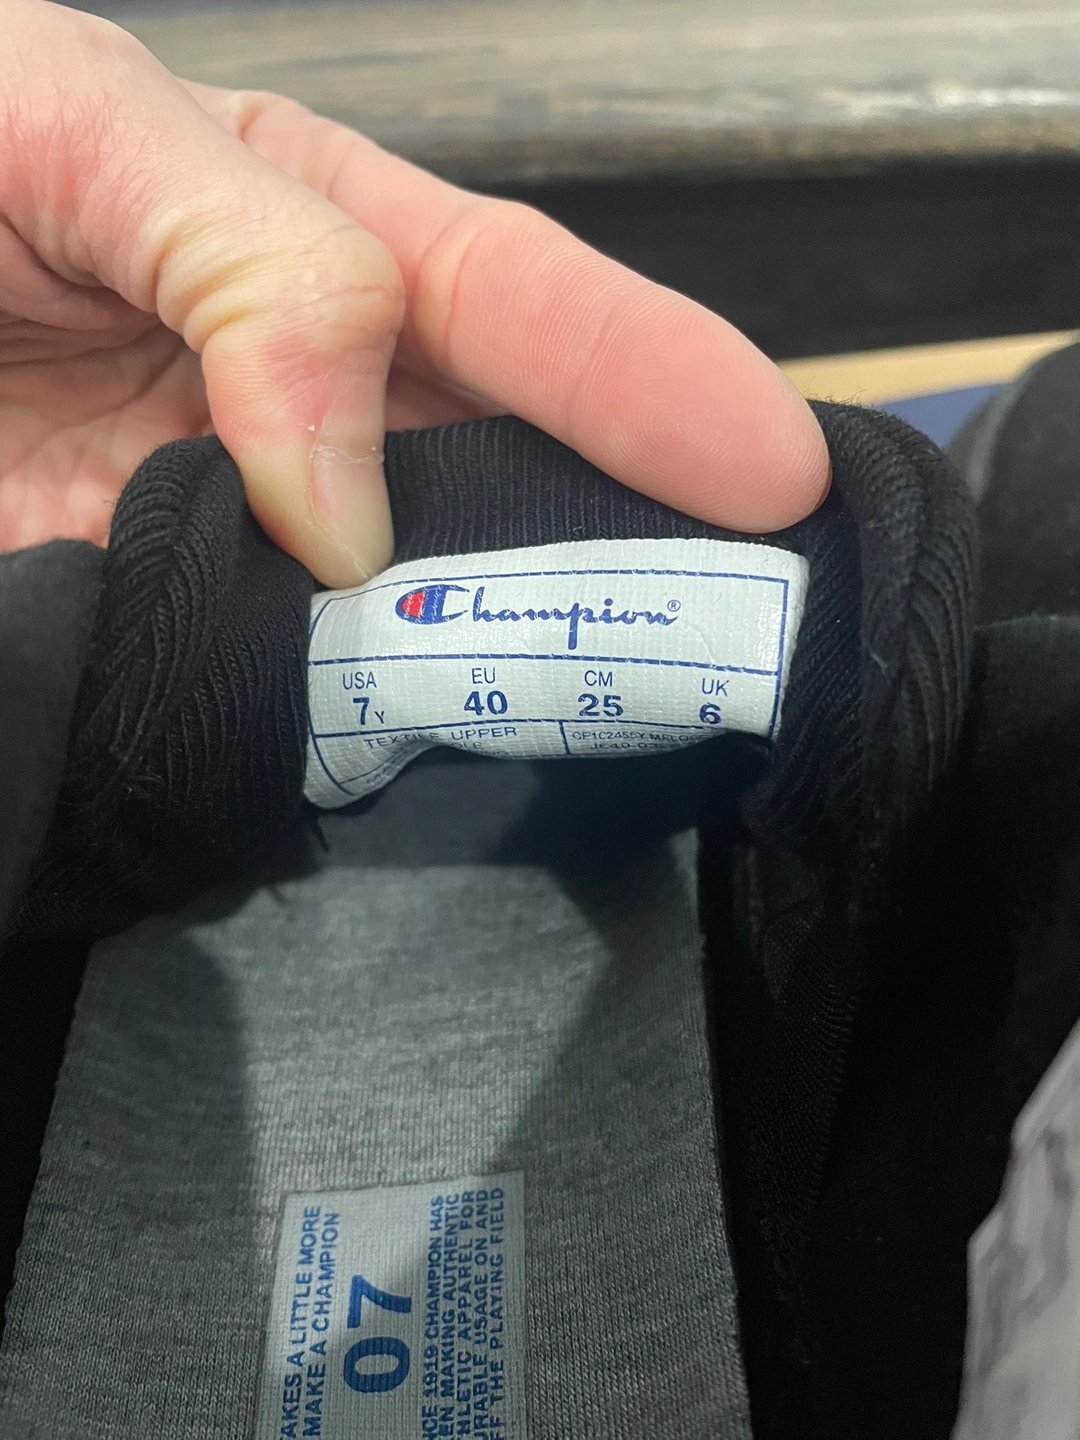 Champion®
USA EU CM UK
7Y 40 25 6
TEXTILE UPPER
AKES A LITTLE MORE
MAKE A CHAMPION
07
NCE 1919 CHAMPION HAS
EN MAKING AUTHENTIC
HLETIC APPAREL FOR
URABLE USAGE ON AND
FF THE PLAYING FIELD